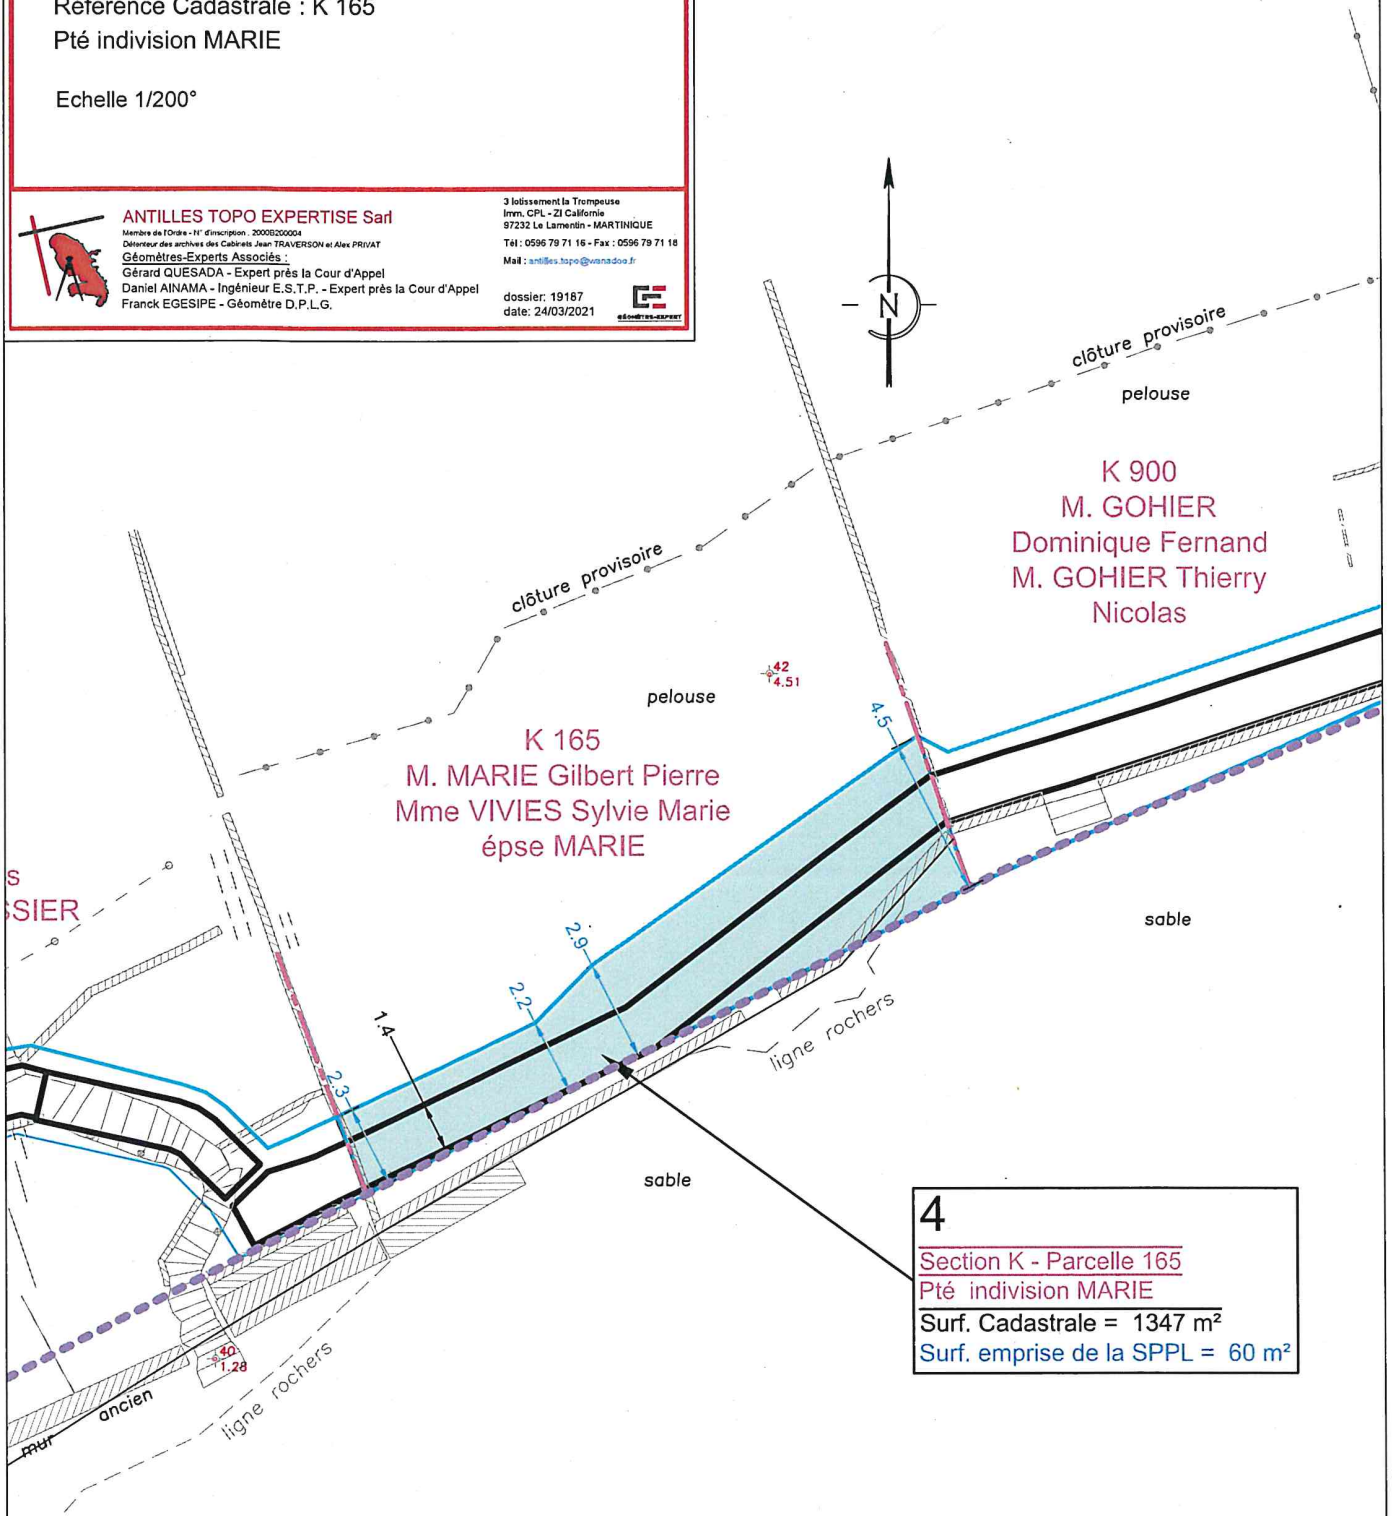 Référence Cadastrale : K 165
Pté indivision MARIE
Echelle 1/200°
ANTILLES TOPO EXPERTISE Sarl
Membre de l'Ordre - N° d'inscription : 2000B200004
Détenteur des archives des Cabinets Jean TRAVERSON et Alex PRIVAT
Géomètres-Experts Associés :
Gérard QUESADA - Expert près la Cour d'Appel
Daniel AINAMA - Ingénieur E.S.T.P. - Expert près la Cour d'Appel
Franck EGESIPE - Géomètre D.P.L.G.
3 lotissement la Trompeuse
Imm. CPL - ZI Californie
97232 Le Lamentin - MARTINIQUE
Tél : 0596 79 71 16 - Fax : 0596 79 71 18
Mail : antilles.topo@wanadoo.fr
dossier: 19187
date: 24/03/2021
GÉOMÈTRE-EXPERT
N
clôture provisoire
pelouse
K 900
M. GOHIER
Dominique Fernand
M. GOHIER Thierry
Nicolas
clôture provisoire
42
4.51
pelouse
4.5
K 165
M. MARIE Gilbert Pierre
Mme VIVIES Sylvie Marie
épse MARIE
S
SSIER
sable
2.9
2.2
1.4
ligne rochers
2.3
sable
4
Section K - Parcelle 165
Pté indivision MARIE
Surf. Cadastrale = 1347 m²
Surf. emprise de la SPPL = 60 m²
40
1.28
ligne rochers
mur ancien